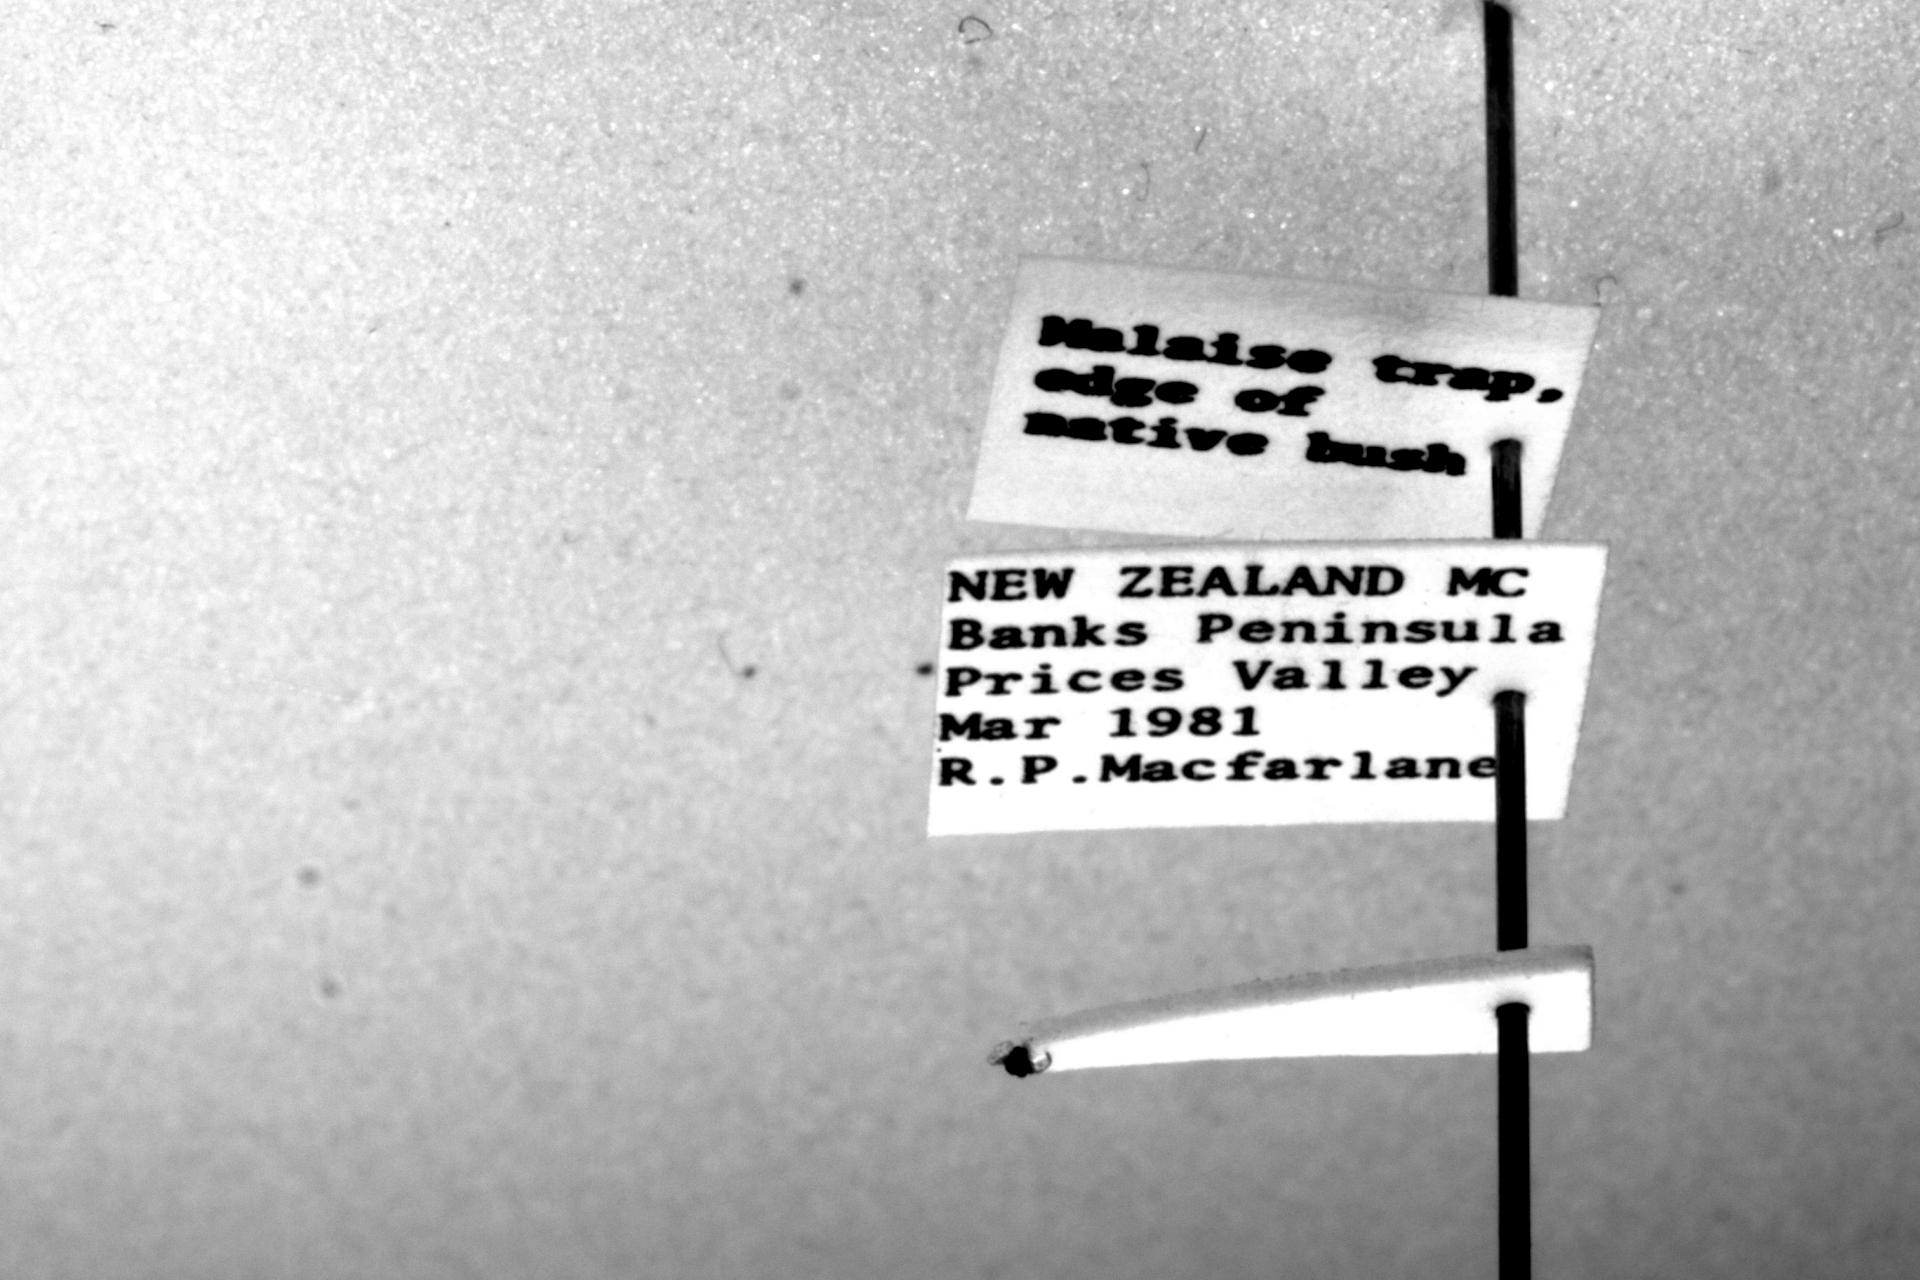 Malaise trap,
edge of
native bush
NEW ZEALAND MC
Banks Peninsula
Prices Valley
Mar 1981
R.P.Macfarlane